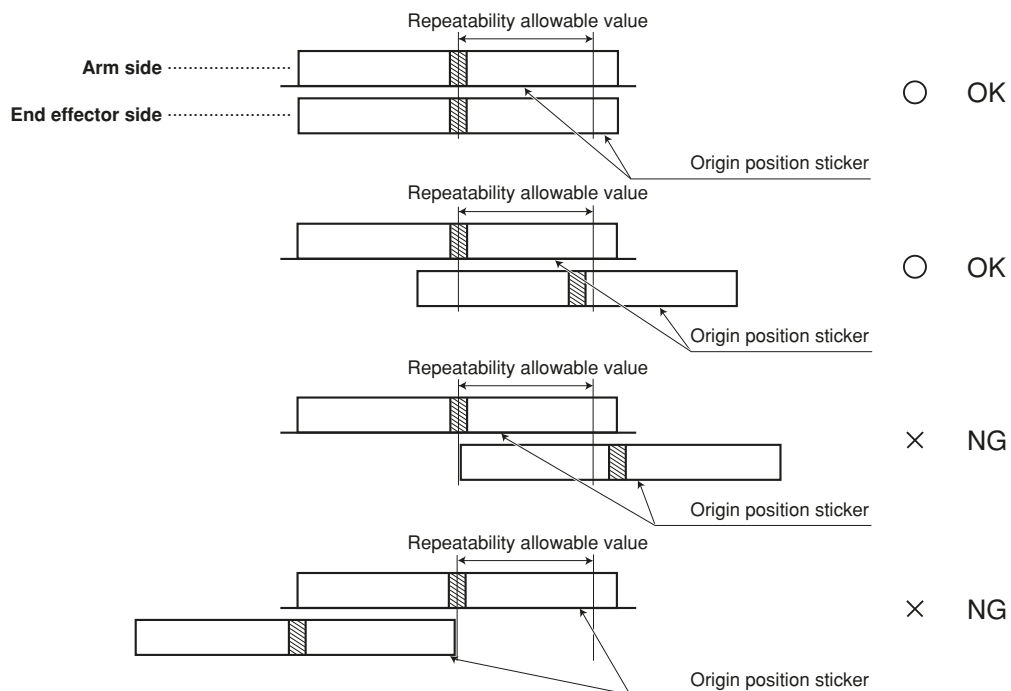 Repeatability allowable value
Arm side
End effector side
OK
Origin position sticker
Repeatability allowable value
OK
Origin position sticker
Repeatability allowable value
NG
Origin position sticker
Repeatability allowable value
NG
Origin position sticker